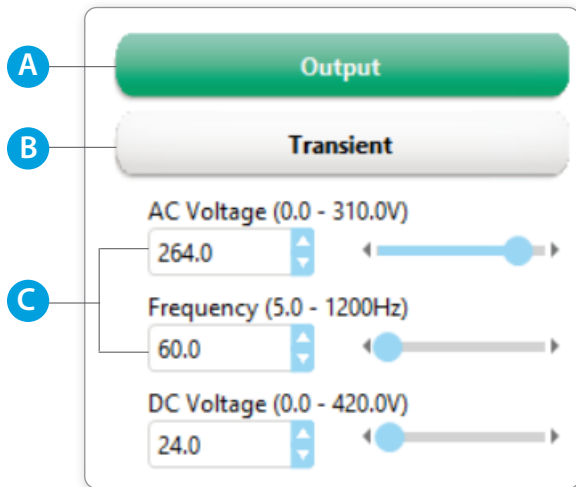 A
Output
B
Transient
AC Voltage (0.0 - 310.0V)
264.0
C
Frequency (5.0 - 1200Hz)
60.0
DC Voltage (0.0 - 420.0V)
24.0